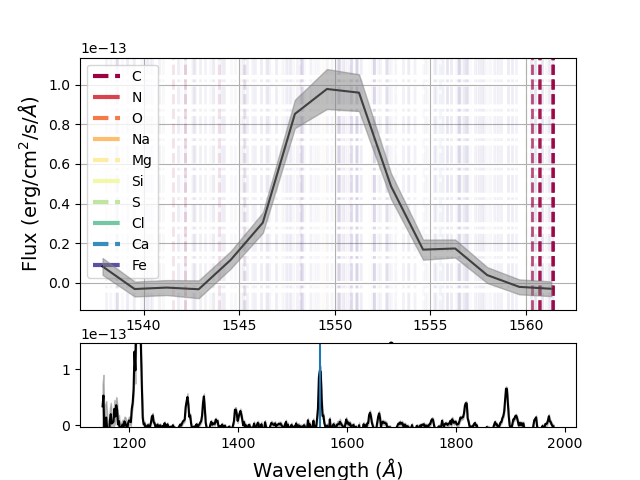 1e−13
C
N
O
Na
Mg
Si
S
Cl
Ca
Fe
1.0
0.8
0.6
0.4
0.2
0.0
Flux (erg/cm²/s/Å)
1540
1545
1550
1555
1560
1e−13
1
0
1200
1400
1600
1800
2000
Wavelength (Å)